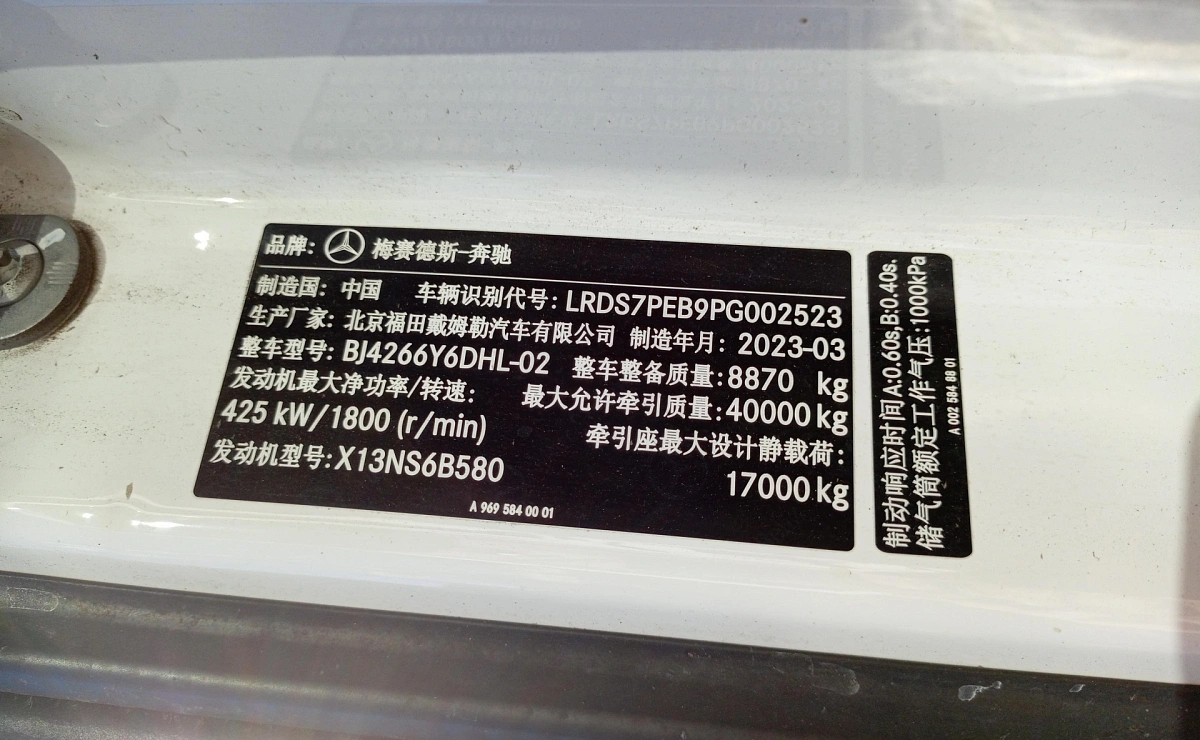 品牌: 梅赛德斯-奔驰
制造国: 中国 车辆识别代号: LRDS7PEB9PG002523
生产厂家: 北京福田戴姆勒汽车有限公司 制造年月: 2023-03
整车型号: BJ4266Y6DHL-02 整车整备质量:8870 kg
发动机最大净功率/转速: 最大允许牵引质量:40000kg
425 kW/1800 (r/min) 牵引座最大设计静载荷:
发动机型号:X13NS6B580 17000kg
A 969 584 00 01
制动响应时间A:0.60s,B:0.40s.
储气筒额定工作气压:1000kPa
A 002 584 88 01